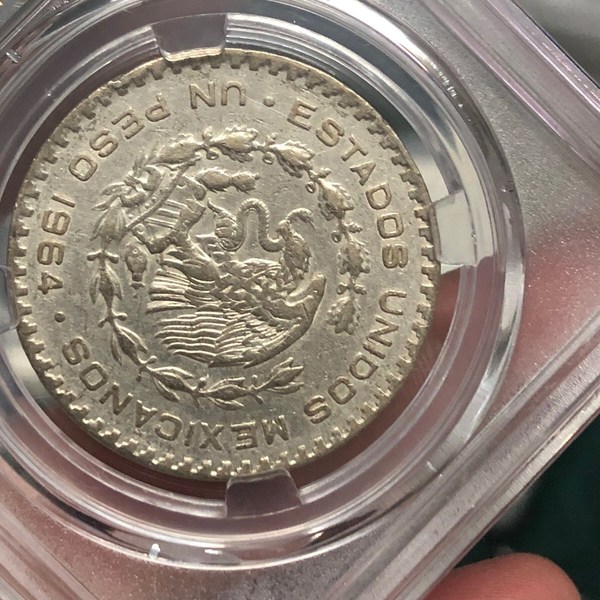 ESTADOS UNIDOS MEXICANOS
· UN PESO 1964 ·